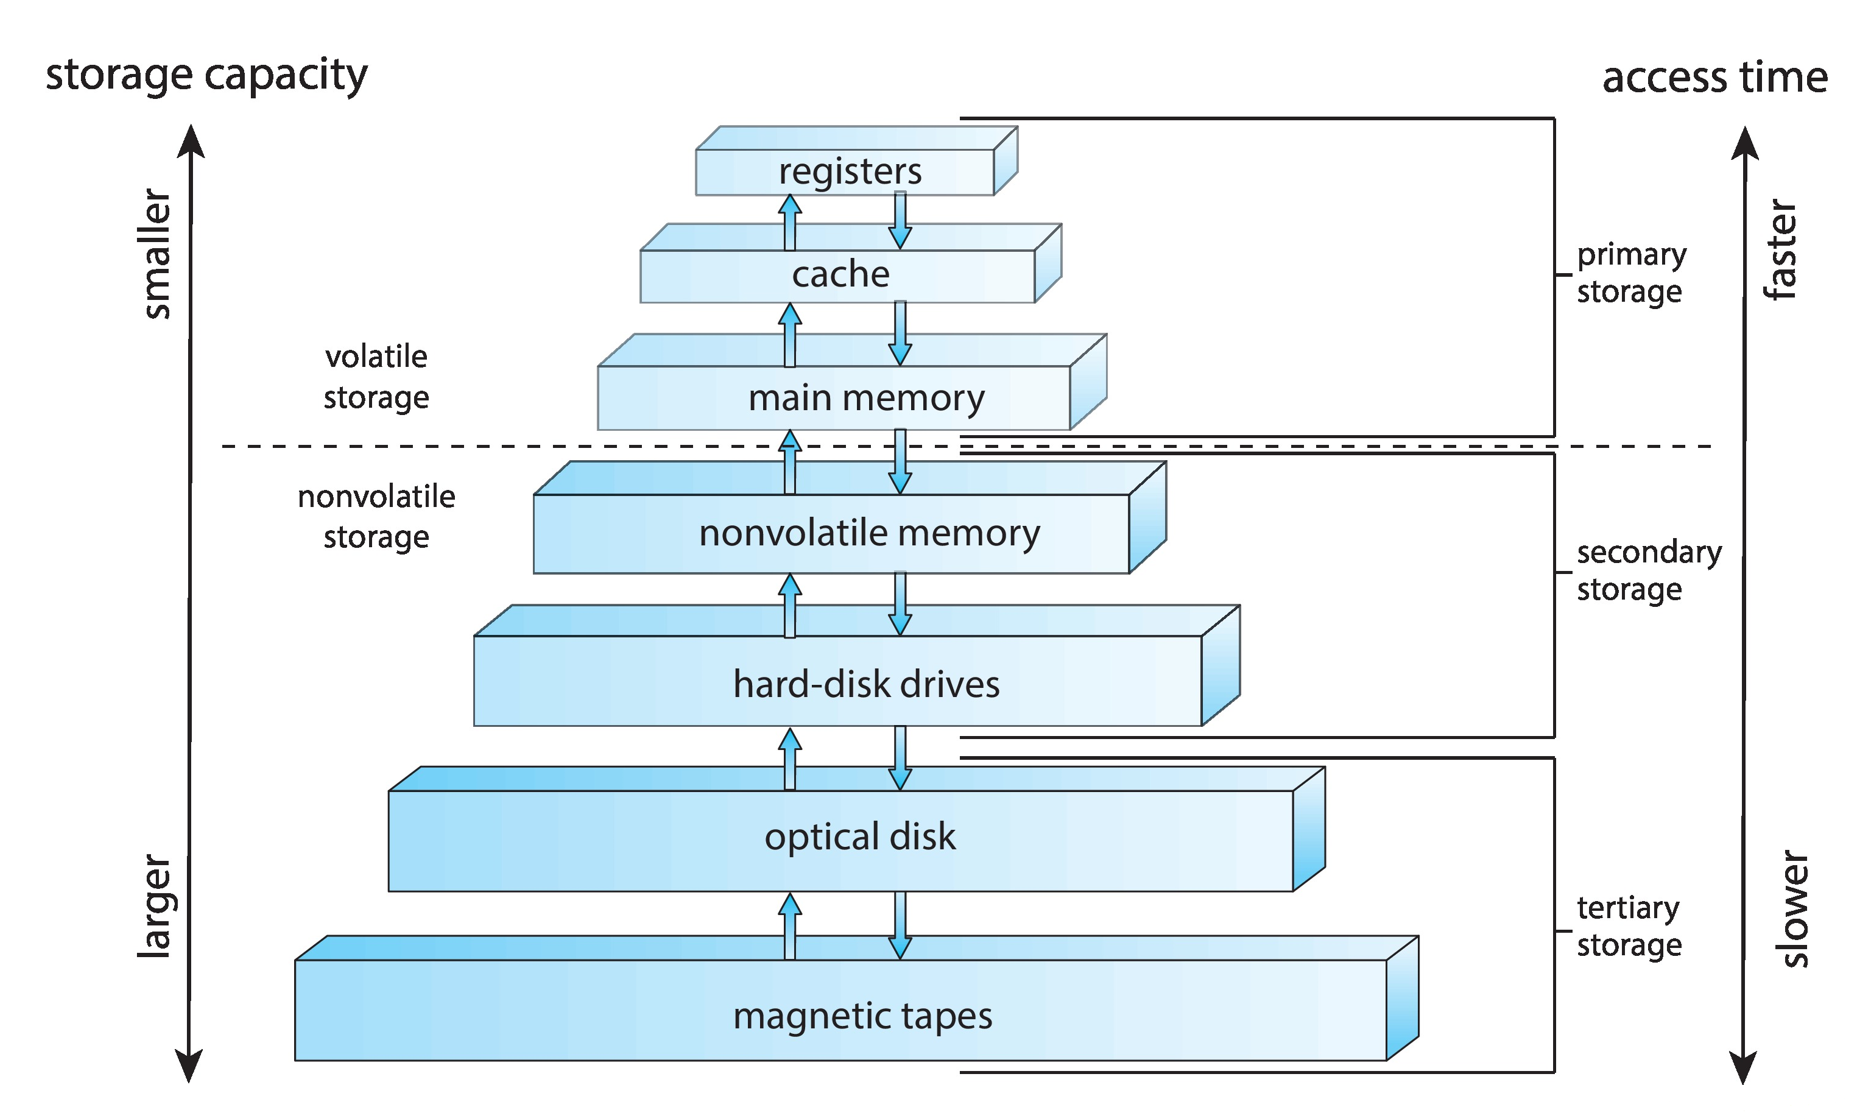 storage capacity
access time
smaller
larger
volatile
storage
nonvolatile
storage
registers
cache
main memory
nonvolatile memory
hard-disk drives
optical disk
magnetic tapes
primary
storage
secondary
storage
tertiary
storage
faster
slower